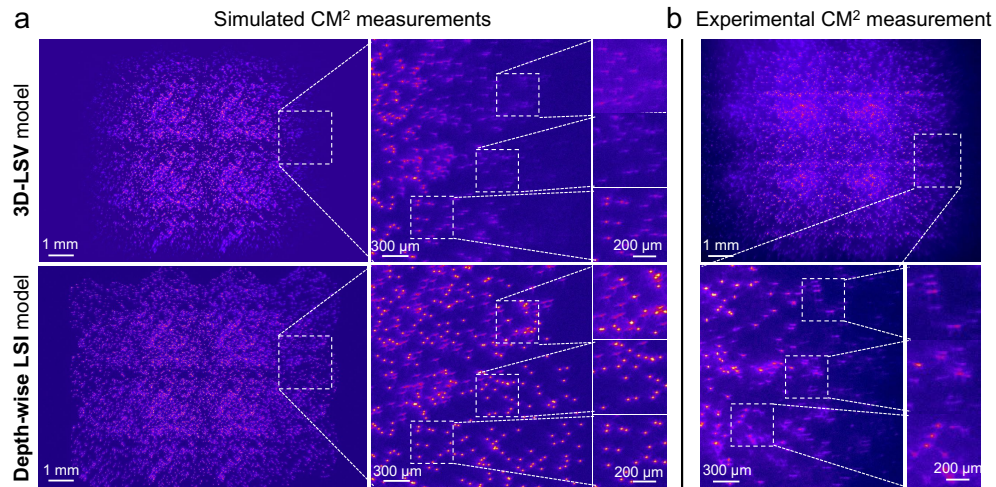 a
Simulated CM² measurements
b
Experimental CM² measurement
3D-LSV model
1 mm
300 µm
200 µm
1 mm
Depth-wise LSI model
1 mm
300 µm
200 µm
300 µm
200 µm